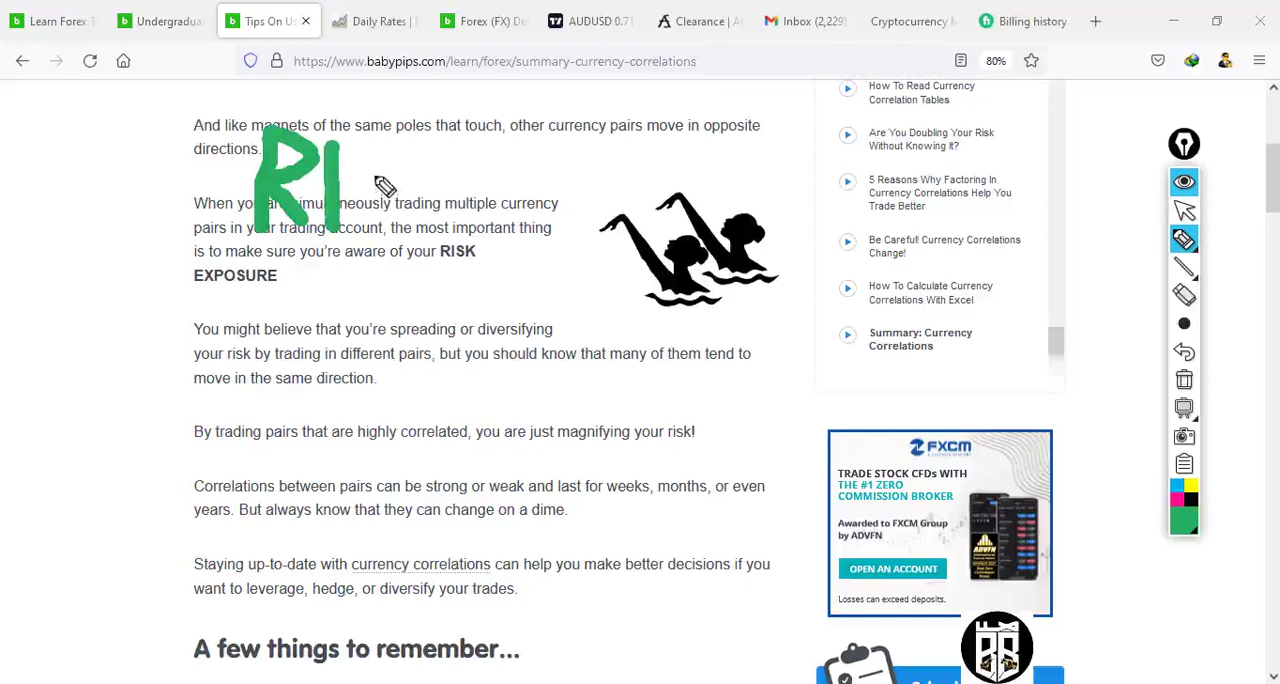 Learn Forex T
Undergradua
Tips On Us
Daily Rates |
Forex (FX) De
AUDUSD 0.71
Clearance | A
Inbox (2,229)
Cryptocurrency M
Billing history
https://www.babypips.com/learn/forex/summary-currency-correlations
80%
And like magnets of the same poles that touch, other currency pairs move in opposite
directions.
RI
When you are simultaneously trading multiple currency
pairs in your trading account, the most important thing
is to make sure you're aware of your RISK
EXPOSURE
You might believe that you're spreading or diversifying
your risk by trading in different pairs, but you should know that many of them tend to
move in the same direction.
By trading pairs that are highly correlated, you are just magnifying your risk!
Correlations between pairs can be strong or weak and last for weeks, months, or even
years. But always know that they can change on a dime.
Staying up-to-date with currency correlations can help you make better decisions if you
want to leverage, hedge, or diversify your trades.
A few things to remember...
How To Read Currency
Correlation Tables
Are You Doubling Your Risk
Without Knowing It?
5 Reasons Why Factoring In
Currency Correlations Help You
Trade Better
Be Careful! Currency Correlations
Change!
How To Calculate Currency
Correlations With Excel
Summary: Currency
Correlations
FXCM
TRADE STOCK CFDs WITH
THE #1 ZERO
COMMISSION BROKER
Awarded to FXCM Group
by ADVFN
OPEN AN ACCOUNT
Losses can exceed deposits.
BB